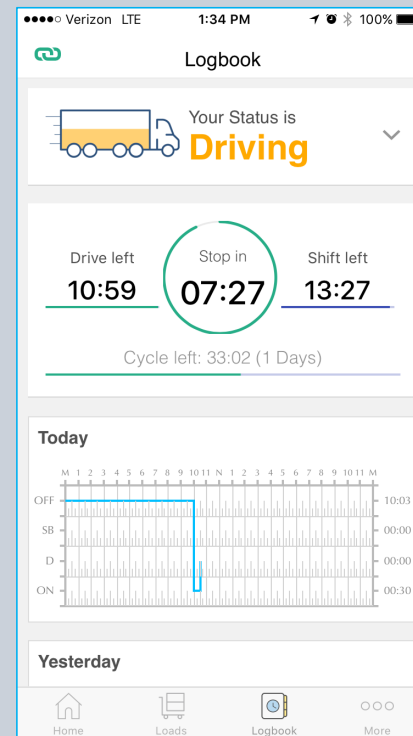 Verizon LTE 1:34 PM 100%
Logbook
Your Status is
Driving
Drive left
10:59
Stop in
07:27
Shift left
13:27
Cycle left: 33:02 (1 Days)
Today
M 1 2 3 4 5 6 7 8 9 10 11 N 1 2 3 4 5 6 7 8 9 10 11 M
OFF 10:03
SB 00:00
D 00:00
ON 00:30
Yesterday
Home Loads Logbook More